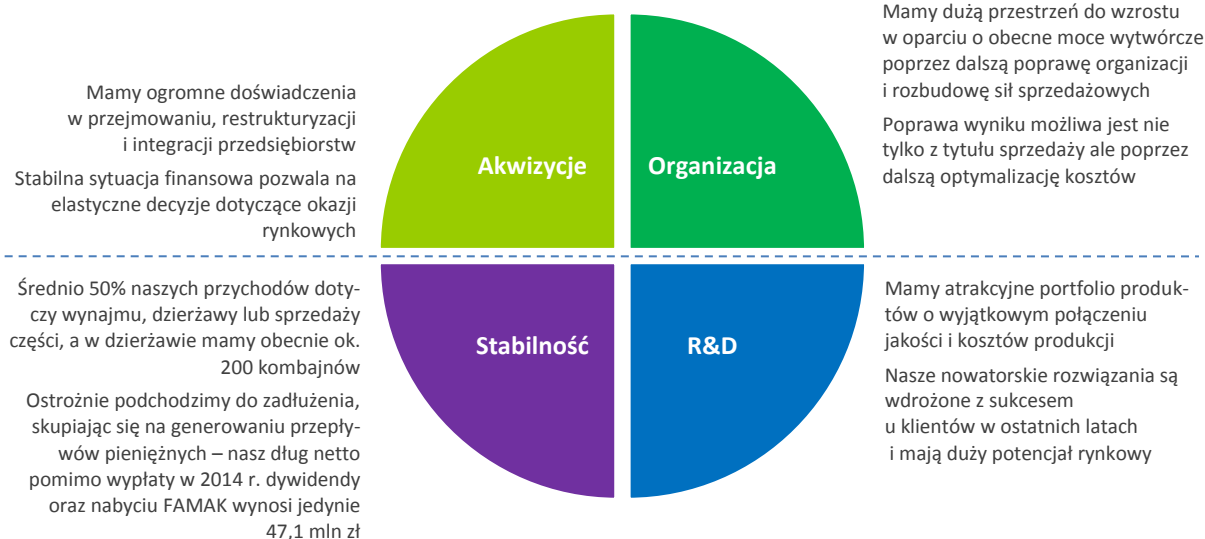 Mamy ogromne doświadczenia
w przejmowaniu, restrukturyzacji
i integracji przedsiębiorstw
Stabilna sytuacja finansowa pozwala na
elastyczne decyzje dotyczące okazji
rynkowych
Akwizycje
Organizacja
Mamy dużą przestrzeń do wzrostu
w oparciu o obecne moce wytwórcze
poprzez dalszą poprawę organizacji
i rozbudowę sił sprzedażowych
Poprawa wyniku możliwa jest nie
tylko z tytułu sprzedaży ale poprzez
dalszą optymalizację kosztów
Średnio 50% naszych przychodów doty-
czy wynajmu, dzierżawy lub sprzedaży
części, a w dzierżawie mamy obecnie ok.
200 kombajnów
Ostrożnie podchodzimy do zadłużenia,
skupiając się na generowaniu przepły-
wów pieniężnych – nasz dług netto
pomimo wypłaty w 2014 r. dywidendy
oraz nabyciu FAMAK wynosi jedynie
47,1 mln zł
Stabilność
R&D
Mamy atrakcyjne portfolio produk-
tów o wyjątkowym połączeniu
jakości i kosztów produkcji
Nasze nowatorskie rozwiązania są
wdrożone z sukcesem
u klientów w ostatnich latach
i mają duży potencjał rynkowy